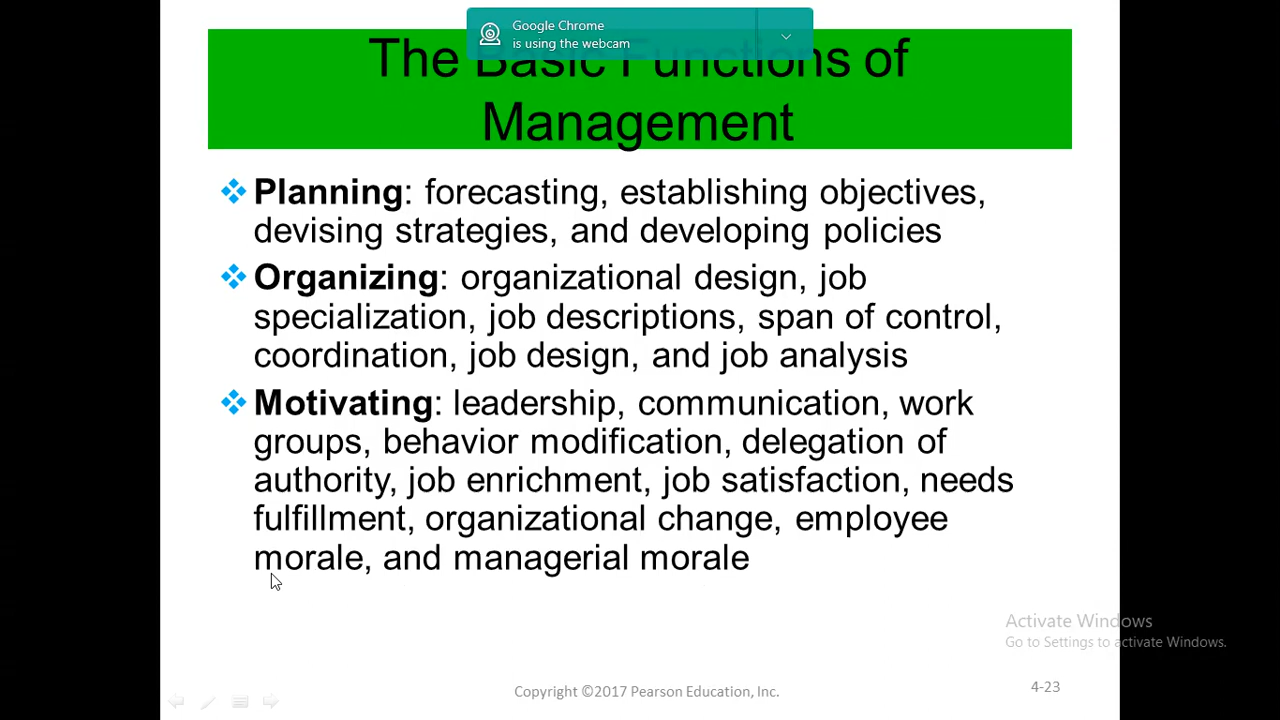 Google Chrome
is using the webcam
The Basic Functions of
Management
Planning: forecasting, establishing objectives,
devising strategies, and developing policies
Organizing: organizational design, job
specialization, job descriptions, span of control,
coordination, job design, and job analysis
Motivating: leadership, communication, work
groups, behavior modification, delegation of
authority, job enrichment, job satisfaction, needs
fulfillment, organizational change, employee
morale, and managerial morale
Activate Windows
Go to Settings to activate Windows.
Copyright ©2017 Pearson Education, Inc.
4-23